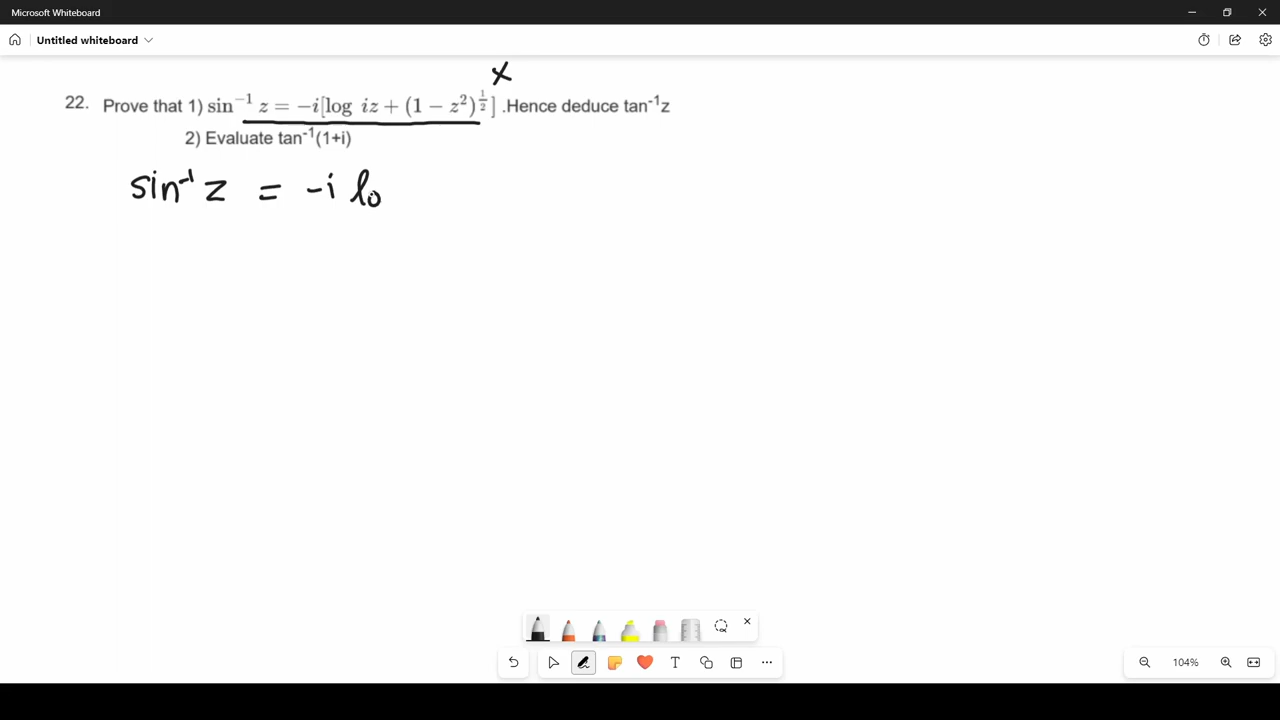 Microsoft Whiteboard
Untitled whiteboard
x
22. Prove that 1) sin⁻¹ z = −i[log iz + (1 − z²)^½] .Hence deduce tan⁻¹z
2) Evaluate tan⁻¹(1+i)
sin⁻¹ z = -i lo
104%